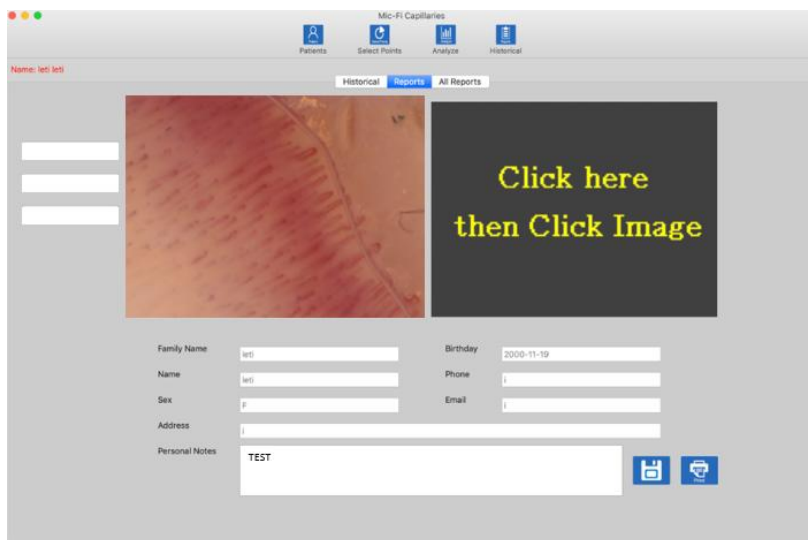 Mic-Fi Capillaries
Patients Select Points Analyze Historical
Name: leti leti
Historical Reports All Reports
Click here
then Click Image
Family Name leti Birthday 2000-11-19
Name leti Phone i
Sex F Email i
Address i
Personal Notes TEST
Print